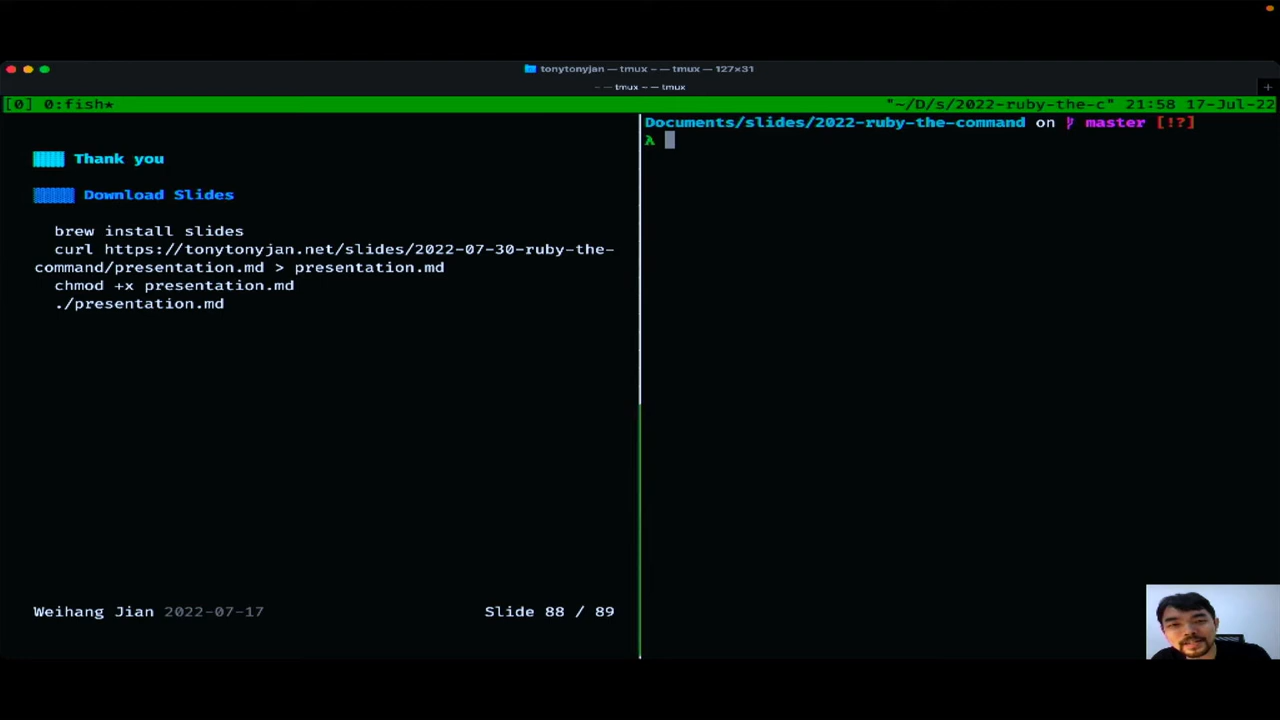 tonytonyjan — tmux ~ — tmux — 127×31
~ — tmux ~ — tmux
[0] 0:fish* "~/D/s/2022-ruby-the-c" 21:58 17-Jul-22
Thank you
Download Slides
brew install slides
curl https://tonytonyjan.net/slides/2022-07-30-ruby-the-
command/presentation.md > presentation.md
chmod +x presentation.md
./presentation.md
Weihang Jian 2022-07-17
Slide 88 / 89
Documents/slides/2022-ruby-the-command on master [!?]
λ